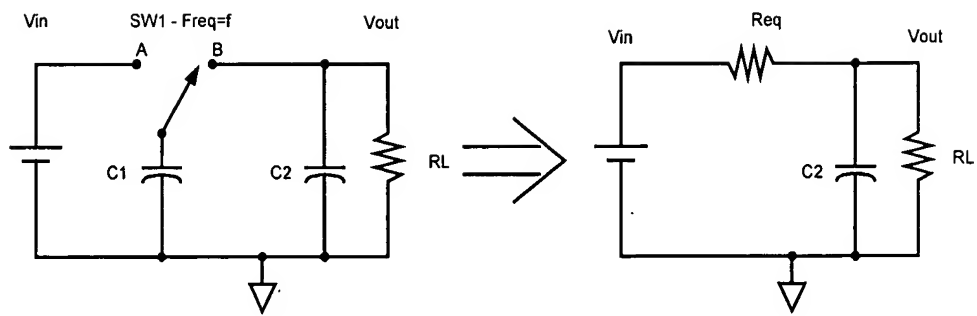 Vin
SW1 - Freq=f
Vout
A
B
C1
C2
RL
Req
Vin
Vout
C2
RL